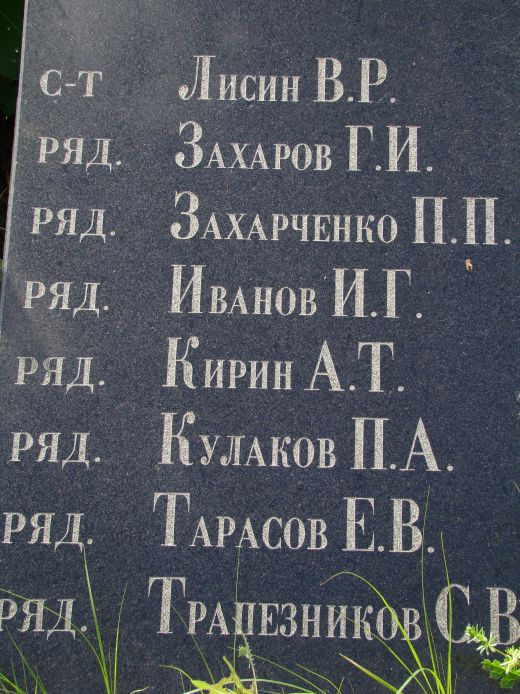 с-т Лисин В.Р.
ряд. Захаров Г.И.
ряд. Захарченко П.П.
ряд. Иванов И.Г.
ряд. Кирин А.Т.
ряд. Кулаков П.А.
ряд. Тарасов Е.В.
ряд. Трапезников С.В